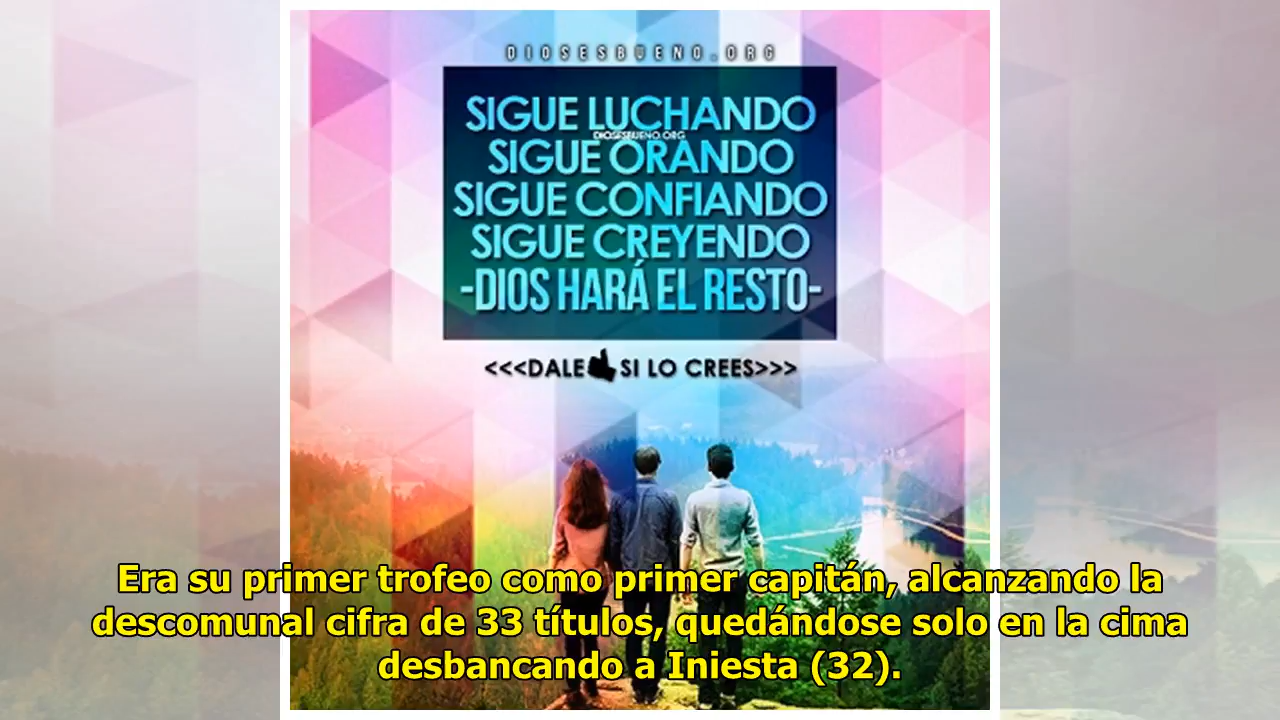 DIOSESBUENO.ORG
SIGUE LUCHANDO
DIOSESBUENO.ORG
SIGUE ORANDO
SIGUE CONFIANDO
SIGUE CREYENDO
-DIOS HARÁ EL RESTO-
<<<DALE SI LO CREES>>>
Era su primer trofeo como primer capitán, alcanzando la
descomunal cifra de 33 títulos, quedándose solo en la cima
desbancando a Iniesta (32).